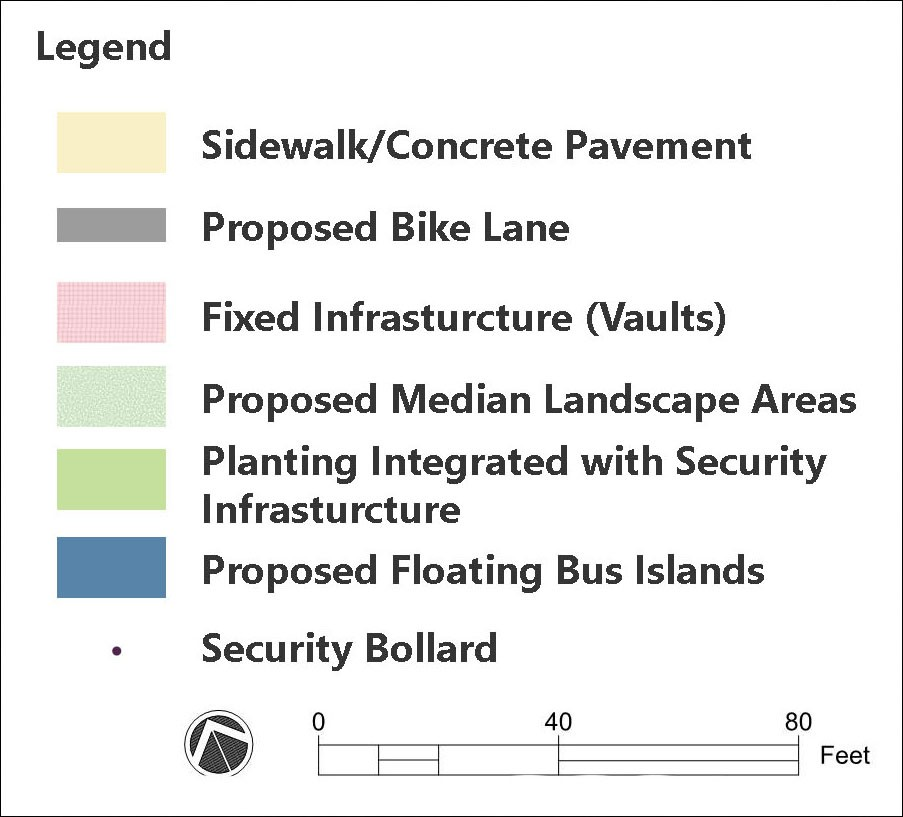 Legend
Sidewalk/Concrete Pavement
Proposed Bike Lane
Fixed Infrasturcture (Vaults)
Proposed Median Landscape Areas
Planting Integrated with Security
Infrasturcture
Proposed Floating Bus Islands
Security Bollard
0 40 80
Feet